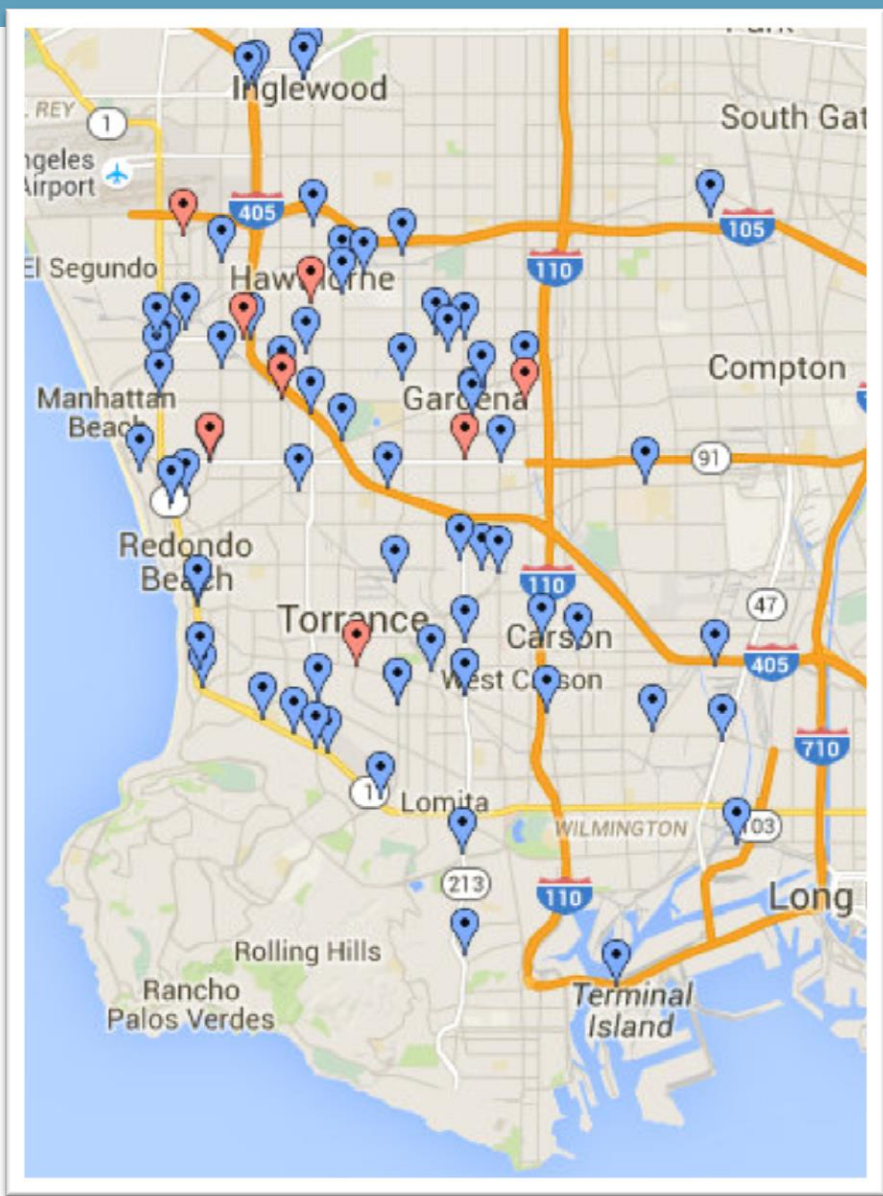 Park
Inglewood
REY
1
South Gat
ngeles
Airport
405
105
El Segundo
Hawthorne
110
Compton
Manhattan
Beach
Gardena
91
Redondo
Beach
110
47
Torrance
Carson
405
West Carson
710
1
Lomita
WILMINGTON
103
213
110
Long
Rolling Hills
Rancho
Palos Verdes
Terminal
Island